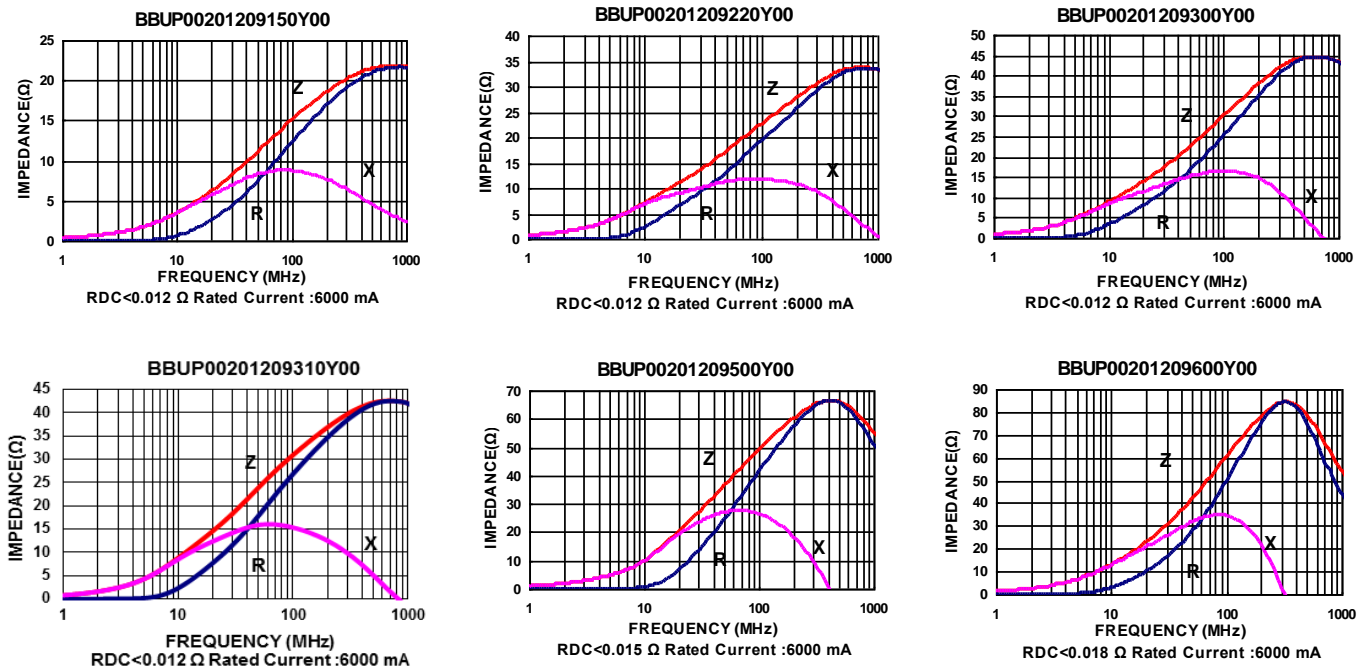 BBUP00201209150Y00
IMPEDANCE(Ω)
25
20
15
10
5
0
Z
X
R
1 10 100 1000
FREQUENCY (MHz)
RDC<0.012 Ω Rated Current :6000 mA
BBUP00201209220Y00
IMPEDANCE(Ω)
40
35
30
25
20
15
10
5
0
Z
X
R
1 10 100 1000
FREQUENCY (MHz)
RDC<0.012 Ω Rated Current :6000 mA
BBUP00201209300Y00
IMPEDANCE(Ω)
50
45
40
35
30
25
20
15
10
5
0
Z
X
R
1 10 100 1000
FREQUENCY (MHz)
RDC<0.012 Ω Rated Current :6000 mA
BBUP00201209310Y00
IMPEDANCE(Ω)
45
40
35
30
25
20
15
10
5
0
Z
X
R
1 10 100 1000
FREQUENCY (MHz)
RDC<0.012 Ω Rated Current :6000 mA
BBUP00201209500Y00
IMPEDANCE(Ω)
70
60
50
40
30
20
10
0
Z
X
R
1 10 100 1000
FREQUENCY (MHz)
RDC<0.015 Ω Rated Current :6000 mA
BBUP00201209600Y00
IMPEDANCE(Ω)
90
80
70
60
50
40
30
20
10
0
Z
X
R
1 10 100 1000
FREQUENCY (MHz)
RDC<0.018 Ω Rated Current :6000 mA